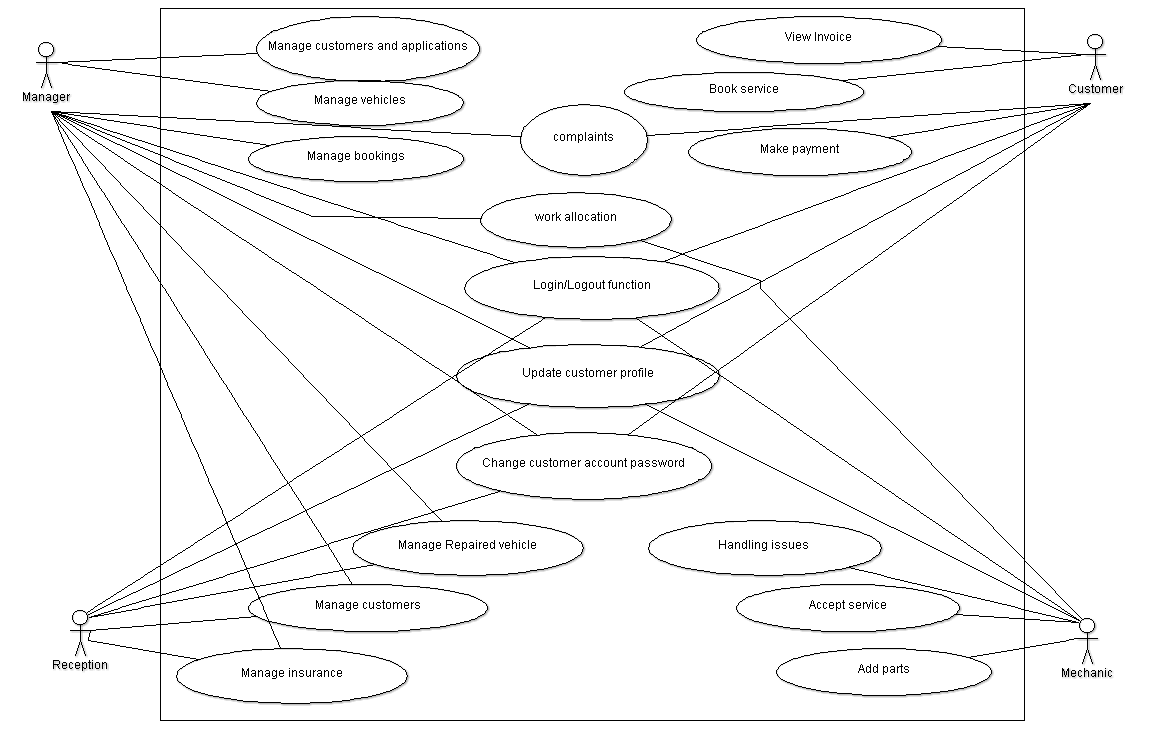 Manage customers and applications
View Invoice
Manager
Customer
Manage vehicles
Book service
complaints
Manage bookings
Make payment
work allocation
Login/Logout function
Update customer profile
Change customer account password
Manage Repaired vehicle
Handling issues
Manage customers
Accept service
Reception
Manage insurance
Add parts
Mechanic